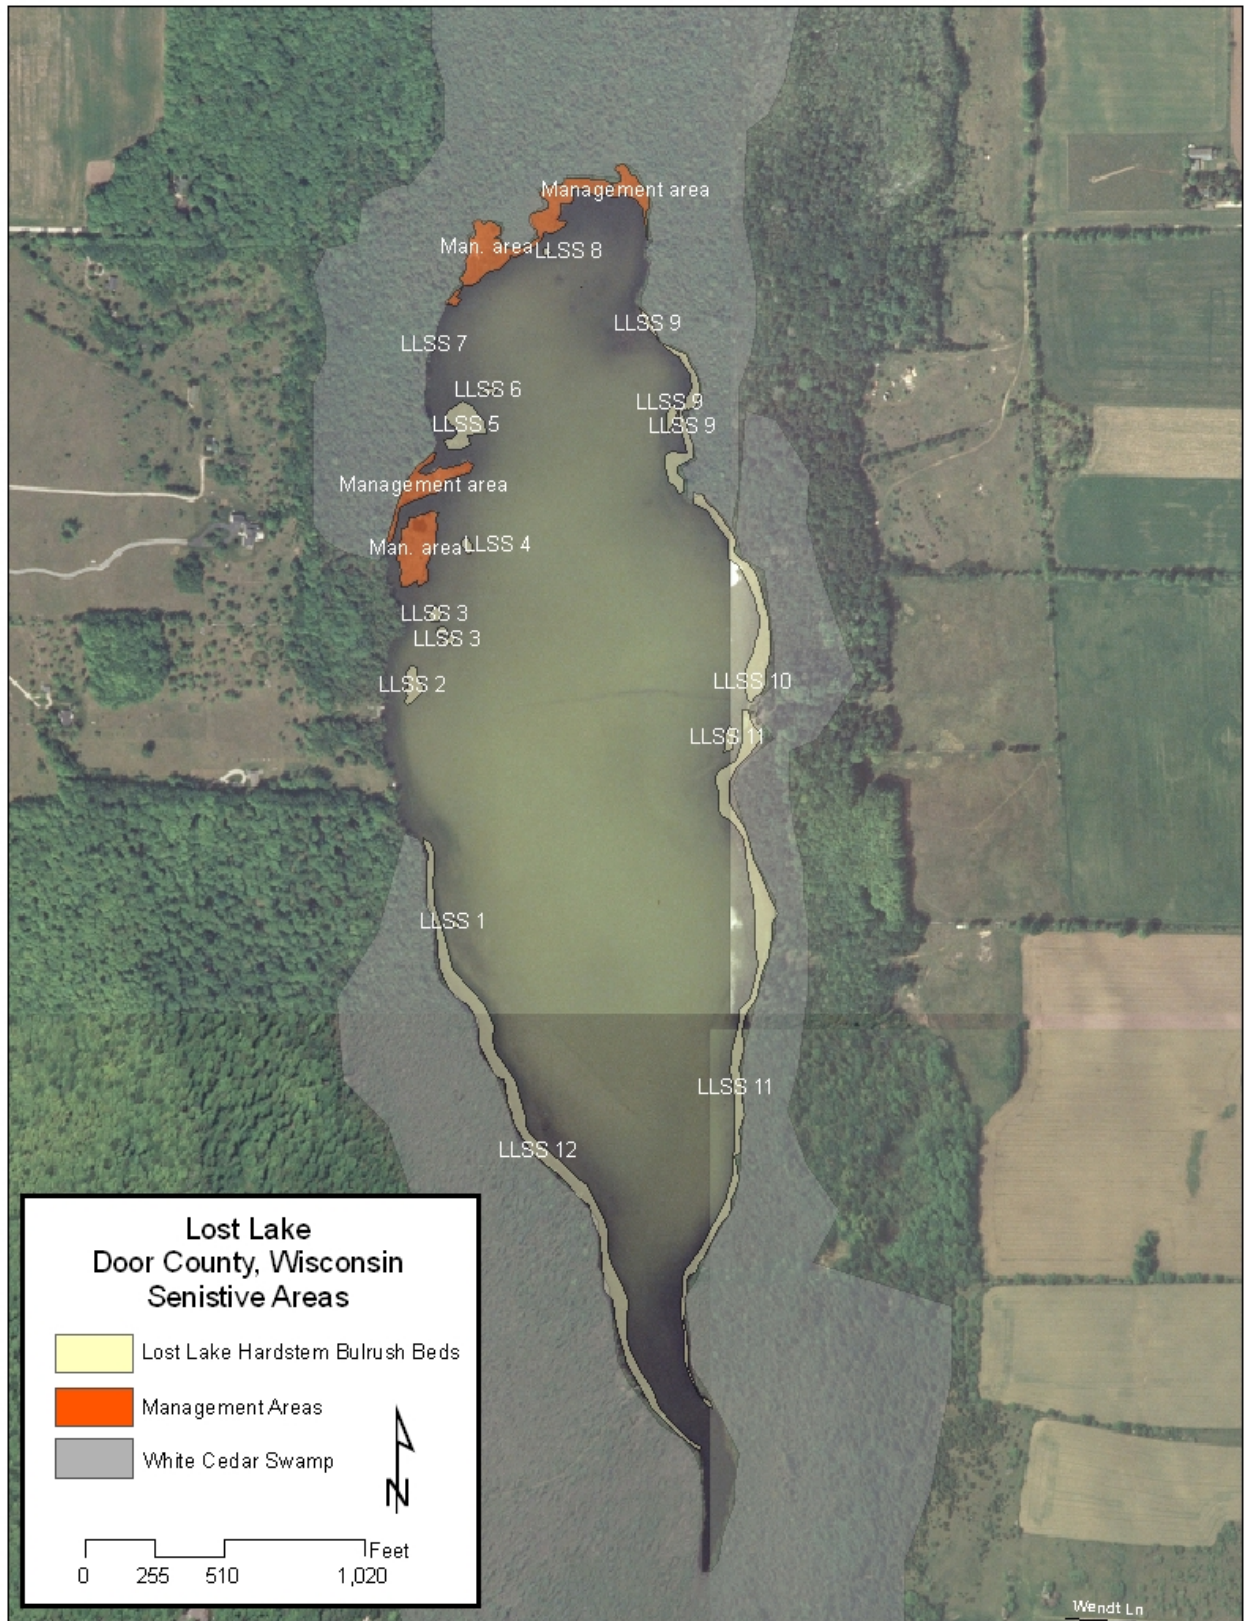 Management area
Man. area
LLSS 8
LLSS 9
LLSS 7
LLSS 6
LLSS 9
LLSS 5
LLSS 9
Management area
Man. area
LLSS 4
LLSS 3
LLSS 3
LLSS 2
LLSS 10
LLSS 11
LLSS 1
LLSS 11
LLSS 12
Lost Lake
Door County, Wisconsin
Senistive Areas
Lost Lake Hardstem Bulrush Beds
Management Areas
White Cedar Swamp
N
Feet
0 255 510 1,020
Wendt Ln